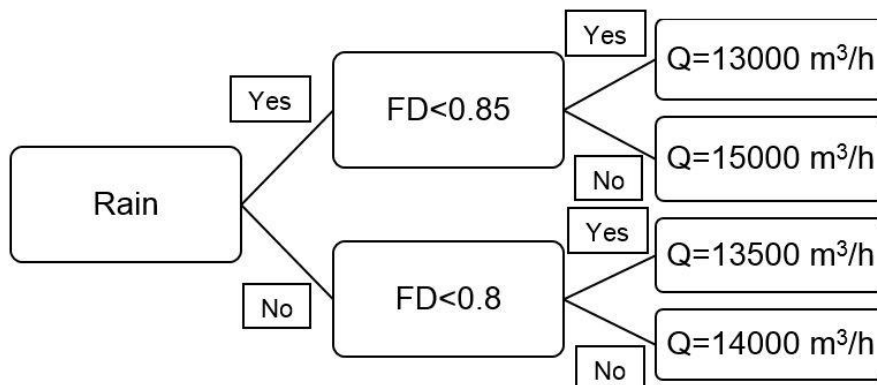 Rain
Yes
No
FD<0.85
Yes
No
Q=13000 m³/h
Q=15000 m³/h
FD<0.8
Yes
No
Q=13500 m³/h
Q=14000 m³/h